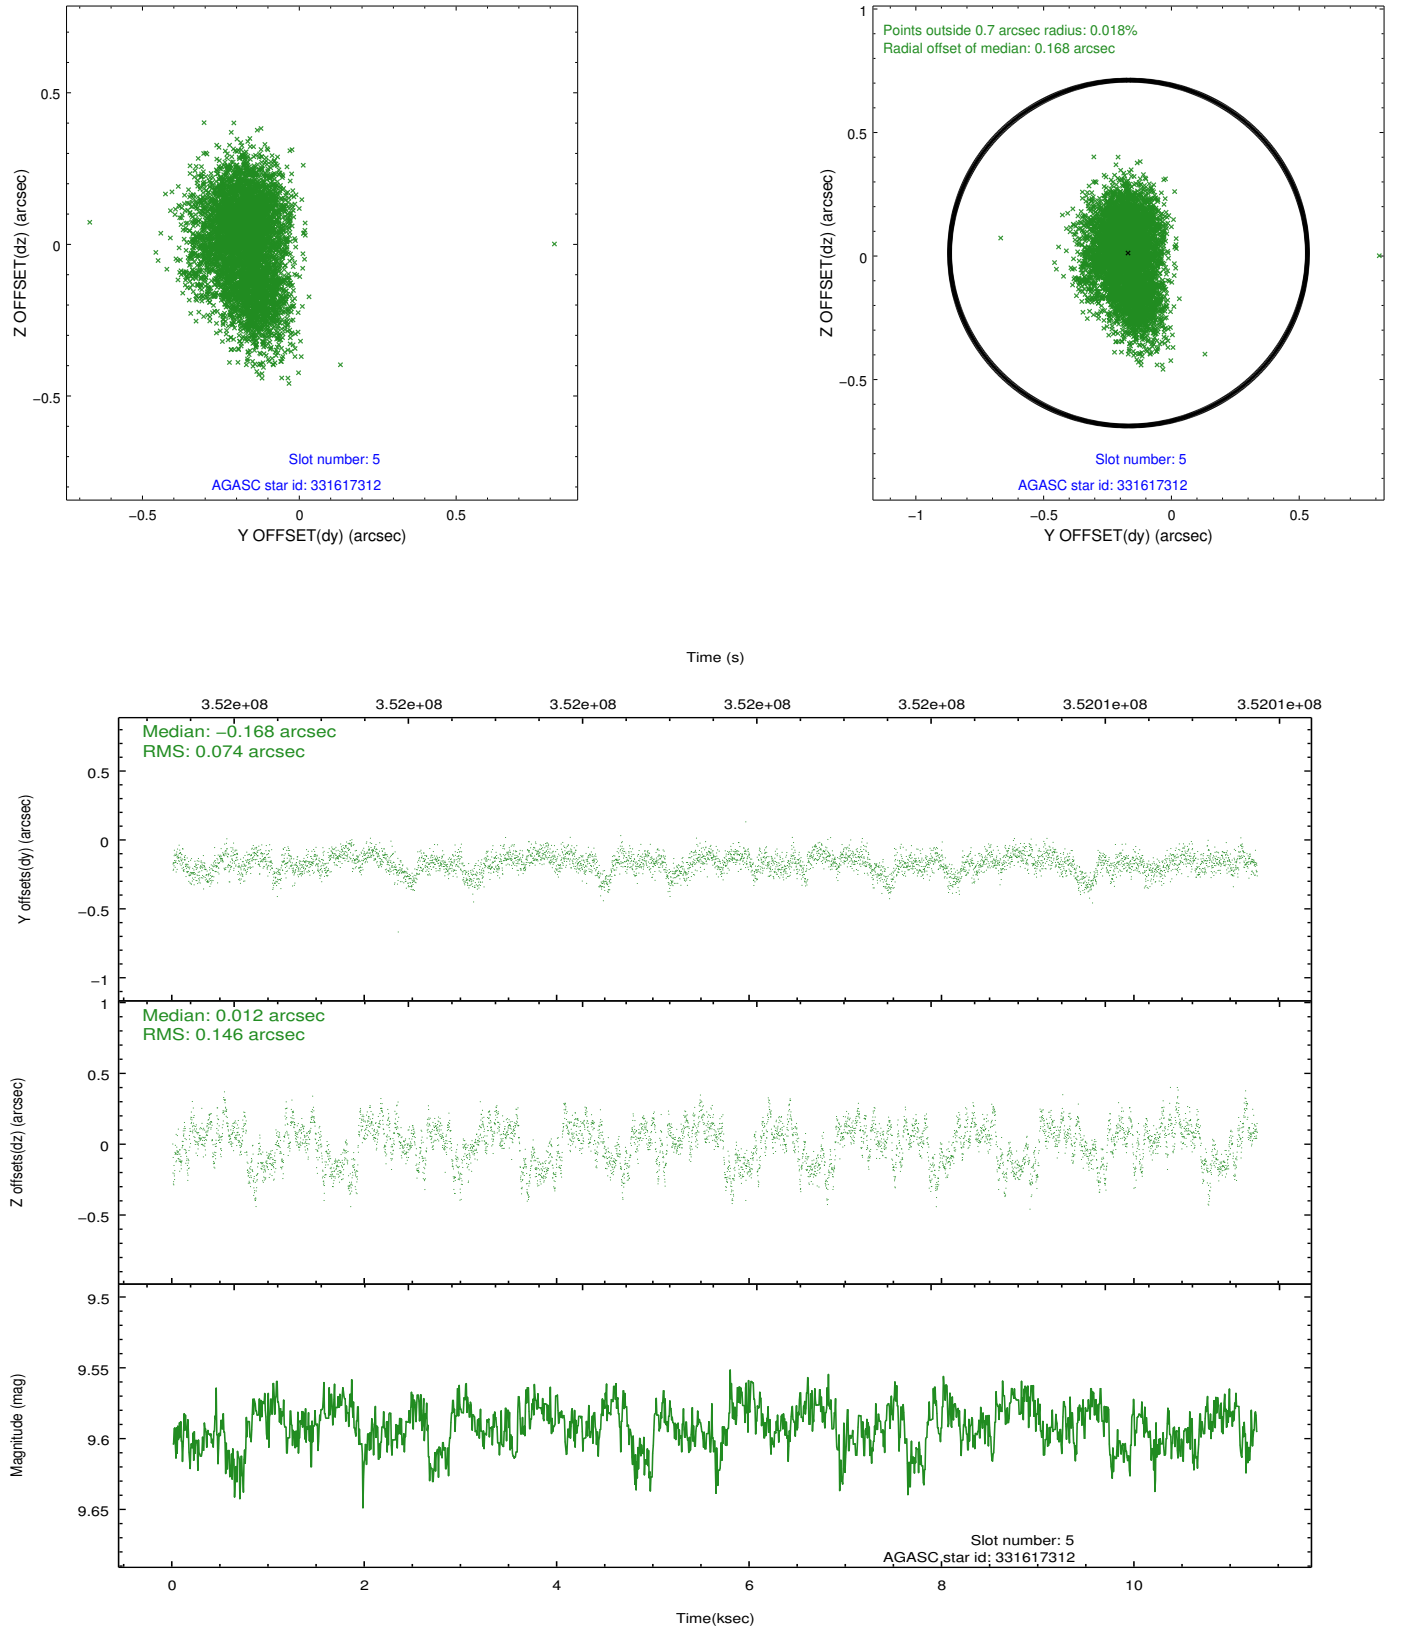 0.5
0
−0.5
Z OFFSET(dz) (arcsec)
Slot number: 5
AGASC star id: 331617312
−0.5
0
0.5
Y OFFSET(dy) (arcsec)
Points outside 0.7 arcsec radius: 0.018%
Radial offset of median: 0.168 arcsec
1
0.5
0
−0.5
Z OFFSET(dz) (arcsec)
Slot number: 5
AGASC star id: 331617312
−1
−0.5
0
0.5
Y OFFSET(dy) (arcsec)
Time (s)
3.52e+08
3.52e+08
3.52e+08
3.52e+08
3.52e+08
3.5201e+08
3.5201e+08
Median: −0.168 arcsec
RMS: 0.074 arcsec
0.5
0
−0.5
−1
Y offsets(dy) (arcsec)
Median: 0.012 arcsec
RMS: 0.146 arcsec
1
0.5
0
−0.5
Z offsets(dz) (arcsec)
9.5
9.55
9.6
9.65
Magnitude (mag)
Slot number: 5
AGASC star id: 331617312
0
2
4
6
8
10
Time(ksec)